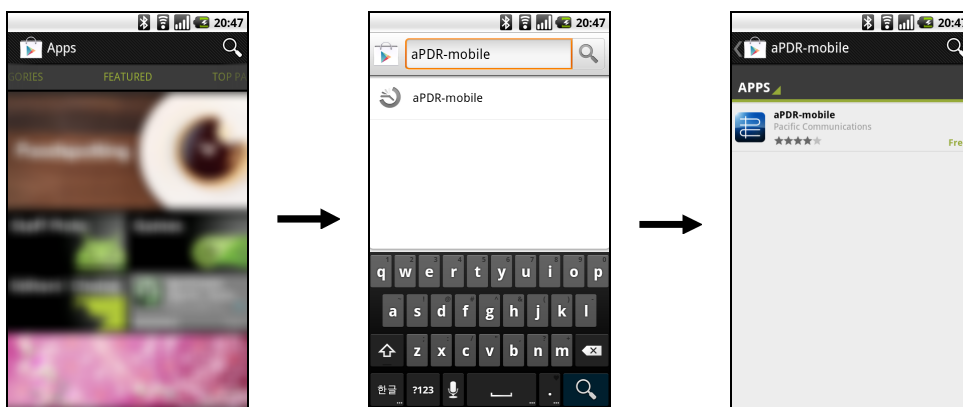 20:47
Apps
GORIES FEATURED TOP PA
20:47
aPDR-mobile
aPDR-mobile
q w e r t y u i o p
a s d f g h j k l
z x c v b n m
한글 ?123 .
20:47
aPDR-mobile
APPS
aPDR-mobile
Pacific Communications
Fre